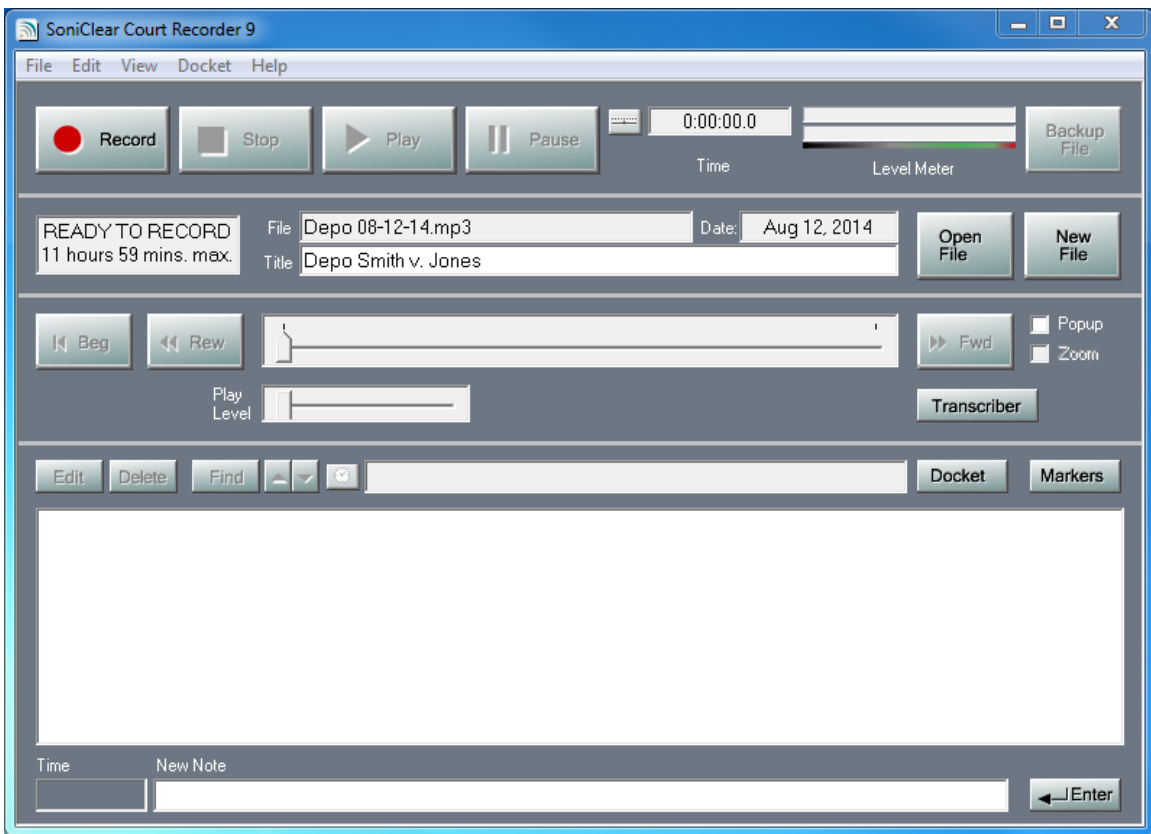 SoniClear Court Recorder 9
File Edit View Docket Help
Record Stop Play Pause 0:00:00.0 Backup File
Time Level Meter
READY TO RECORD
11 hours 59 mins. max.
File Depo 08-12-14.mp3 Date: Aug 12, 2014
Title Depo Smith v. Jones
Open File
New File
Beg Rew Fwd
Popup
Zoom
Play Level
Transcriber
Edit Delete Find Docket Markers
Time New Note
Enter